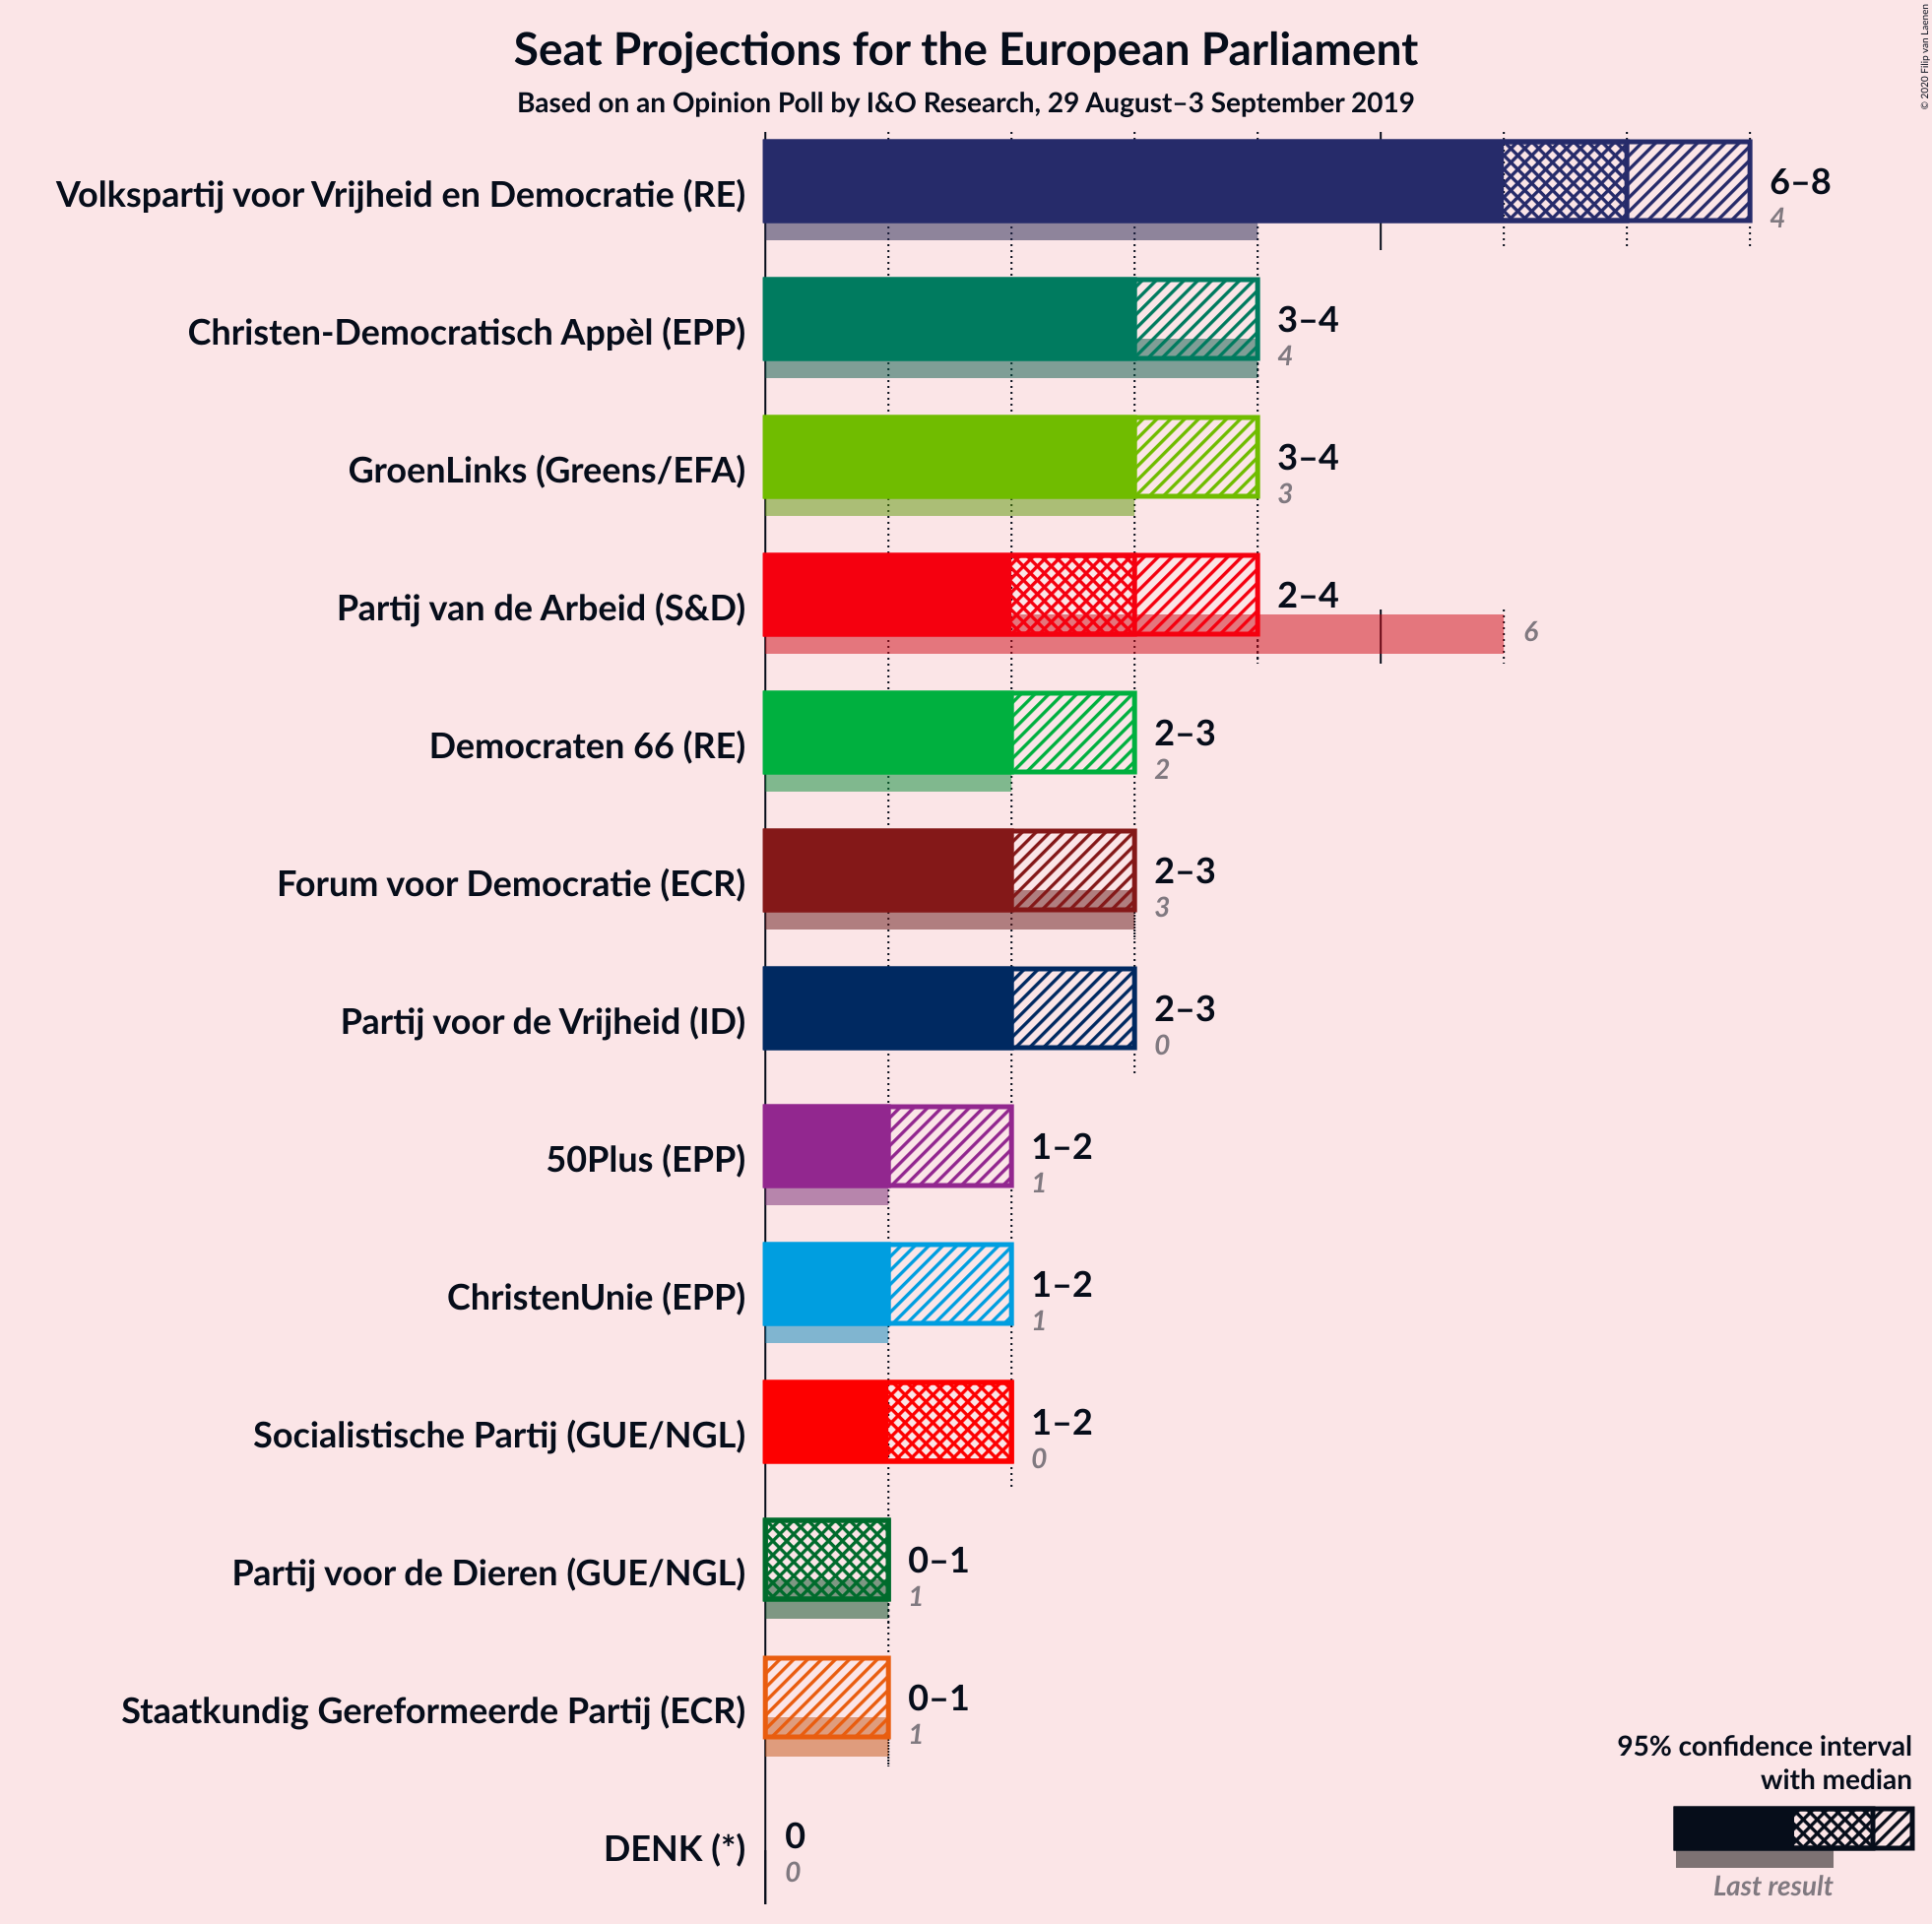 Seat Projections for the European Parliament
Based on an Opinion Poll by I&O Research, 29 August–3 September 2019
© 2020 Filip van Laenen
Volkspartij voor Vrijheid en Democratie (RE)
6–8
4
Christen-Democratisch Appèl (EPP)
3–4
4
GroenLinks (Greens/EFA)
3–4
3
Partij van de Arbeid (S&D)
2–4
6
Democraten 66 (RE)
2–3
2
Forum voor Democratie (ECR)
2–3
3
Partij voor de Vrijheid (ID)
2–3
0
50Plus (EPP)
1–2
1
ChristenUnie (EPP)
1–2
1
Socialistische Partij (GUE/NGL)
1–2
0
Partij voor de Dieren (GUE/NGL)
0–1
1
Staatkundig Gereformeerde Partij (ECR)
0–1
1
DENK (*)
0
0
95% confidence interval
with median
Last result